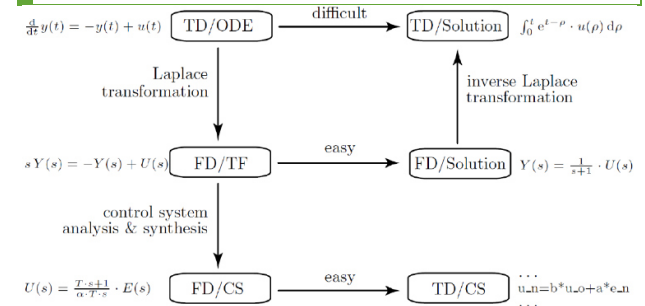 d/dt y(t) = −y(t) + u(t)
TD/ODE
difficult
TD/Solution
∫₀ᵗ e^{t−ρ} · u(ρ) dρ
Laplace
transformation
inverse Laplace
transformation
s Y(s) = −Y(s) + U(s)
FD/TF
easy
FD/Solution
Y(s) = 1/(s+1) · U(s)
control system
analysis & synthesis
U(s) = (T·s+1)/(α·T·s) · E(s)
FD/CS
easy
TD/CS
...
u_n=b*u_o+a*e_n
...